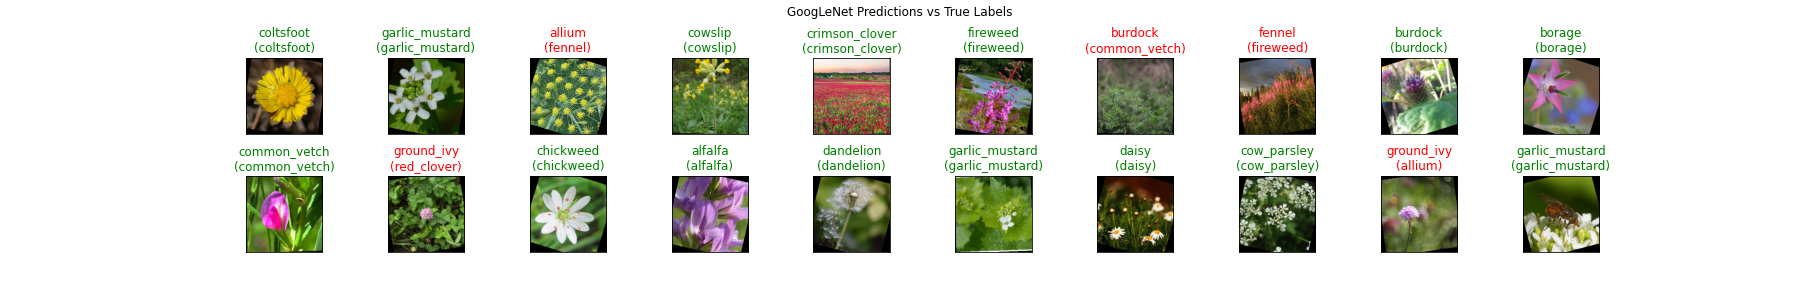 GoogLeNet Predictions vs True Labels
coltsfoot
(coltsfoot)
garlic_mustard
(garlic_mustard)
allium
(fennel)
cowslip
(cowslip)
crimson_clover
(crimson_clover)
fireweed
(fireweed)
burdock
(common_vetch)
fennel
(fireweed)
burdock
(burdock)
borage
(borage)
common_vetch
(common_vetch)
ground_ivy
(red_clover)
chickweed
(chickweed)
alfalfa
(alfalfa)
dandelion
(dandelion)
garlic_mustard
(garlic_mustard)
daisy
(daisy)
cow_parsley
(cow_parsley)
ground_ivy
(allium)
garlic_mustard
(garlic_mustard)